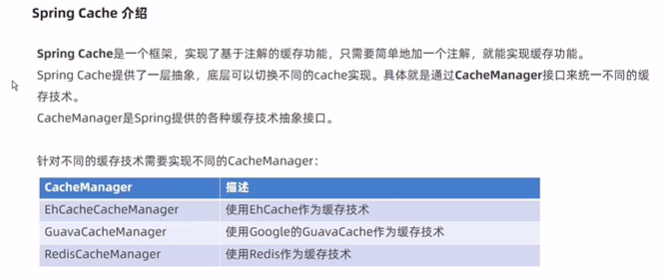 Spring Cache 介绍
Spring Cache是一个框架，实现了基于注解的缓存功能，只需要简单地加一个注解，就能实现缓存功能。
Spring Cache提供了一层抽象，底层可以切换不同的cache实现。具体就是通过CacheManager接口来统一不同的缓
存技术。
CacheManager是Spring提供的各种缓存技术抽象接口。
针对不同的缓存技术需要实现不同的CacheManager：
CacheManager 描述
EhCacheCacheManager 使用EhCache作为缓存技术
GuavaCacheManager 使用Google的GuavaCache作为缓存技术
RedisCacheManager 使用Redis作为缓存技术